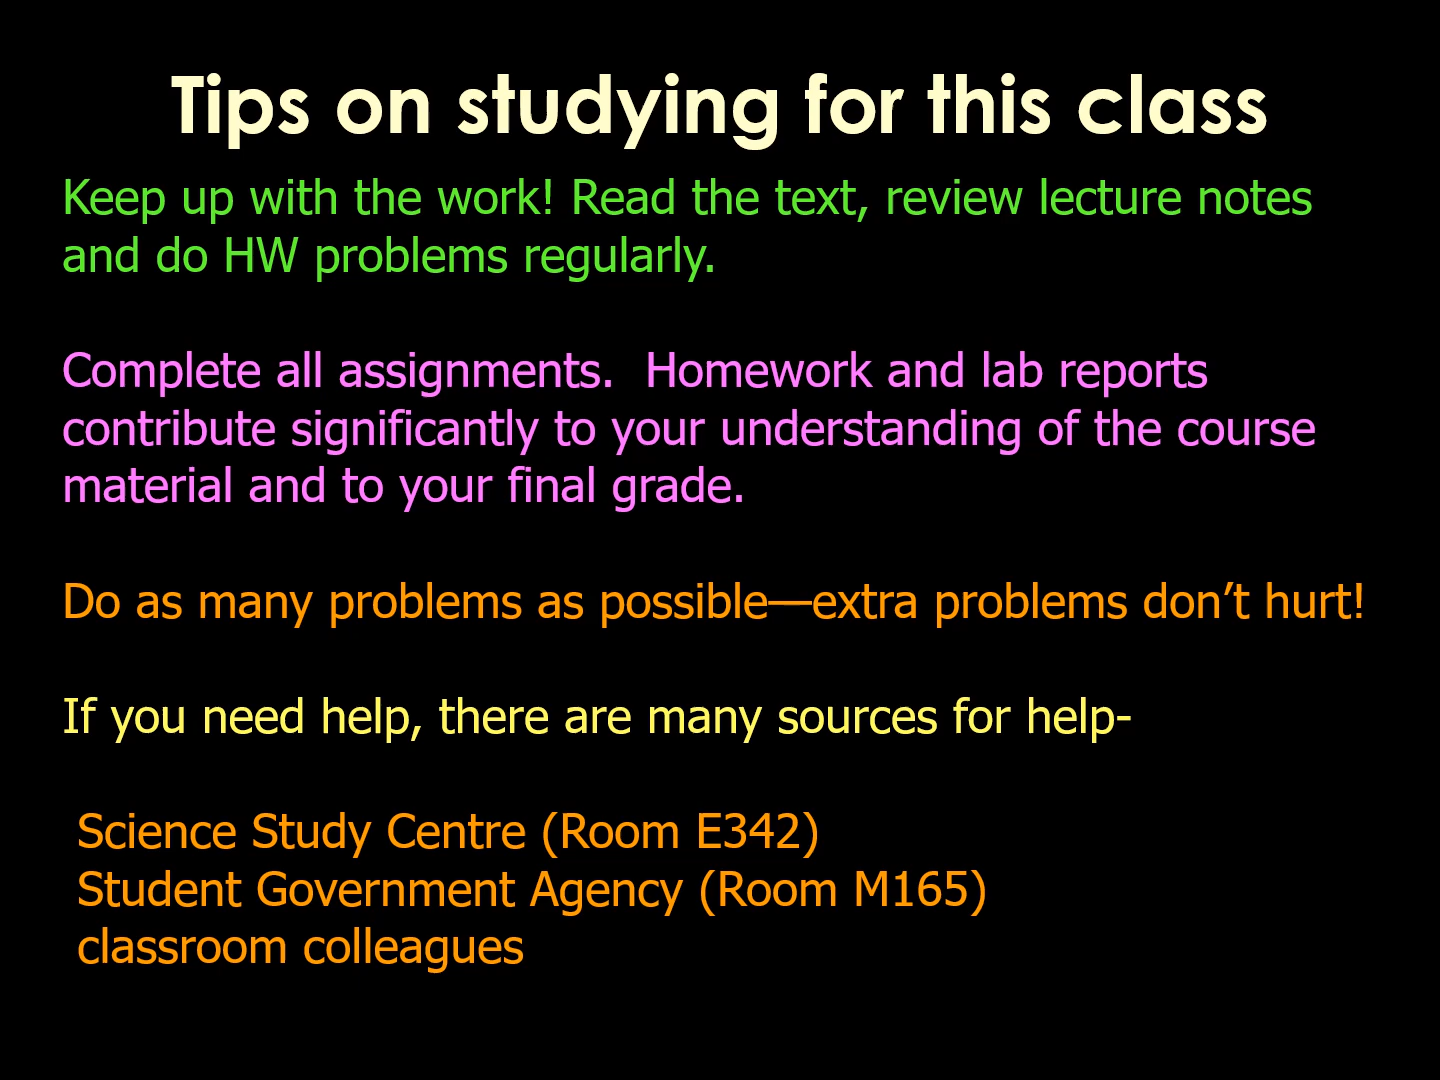 Tips on studying for this class
Keep up with the work! Read the text, review lecture notes
and do HW problems regularly.
Complete all assignments.  Homework and lab reports
contribute significantly to your understanding of the course
material and to your final grade.
Do as many problems as possible—extra problems don’t hurt!
If you need help, there are many sources for help-
Science Study Centre (Room E342)
Student Government Agency (Room M165)
classroom colleagues